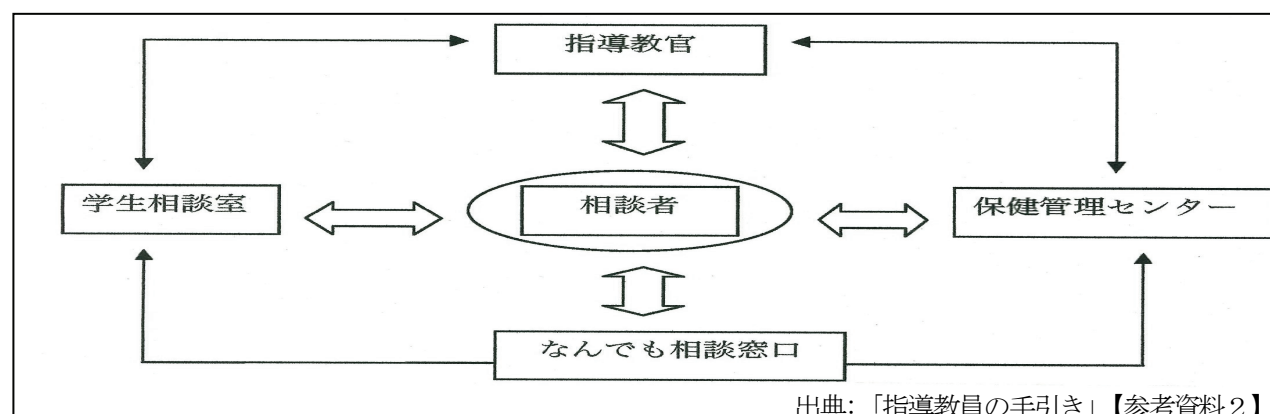 指導教官
学生相談室
相談者
保健管理センター
なんでも相談窓口
出典:「指導教員の手引き」【参考資料２】